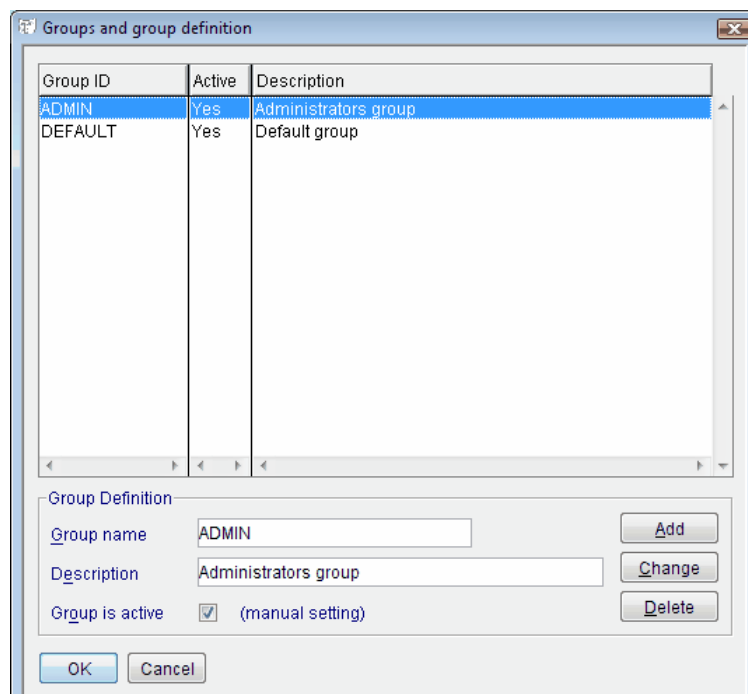 Groups and group definition
Group ID Active Description
ADMIN Yes Administrators group
DEFAULT Yes Default group
Group Definition
Group name ADMIN Add
Description Administrators group Change
Group is active (manual setting) Delete
OK Cancel